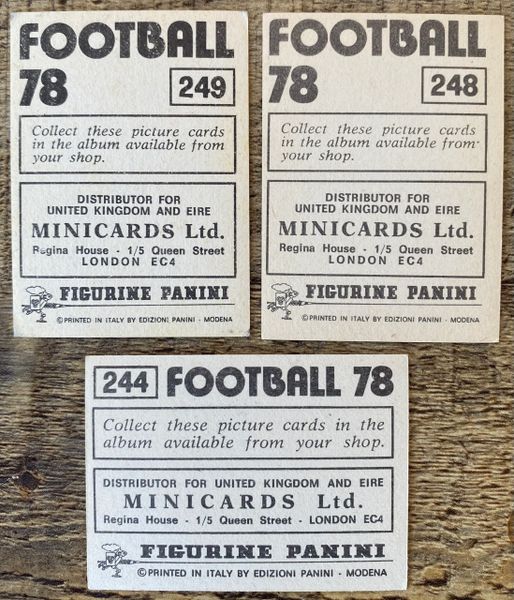 FOOTBALL
78 249
Collect these picture cards
in the album available from
your shop.
DISTRIBUTOR FOR
UNITED KINGDOM AND EIRE
MINICARDS Ltd.
Regina House - 1/5 Queen Street
LONDON EC4
FIGURINE PANINI
©PRINTED IN ITALY BY EDIZIONI PANINI - MODENA
FOOTBALL
78 248
Collect these picture cards
in the album available from
your shop.
DISTRIBUTOR FOR
UNITED KINGDOM AND EIRE
MINICARDS Ltd.
Regina House - 1/5 Queen Street
LONDON EC4
FIGURINE PANINI
©PRINTED IN ITALY BY EDIZIONI PANINI - MODENA
244 FOOTBALL 78
Collect these picture cards in the
album available from your shop.
DISTRIBUTOR FOR UNITED KINGDOM AND EIRE
MINICARDS Ltd.
Regina House - 1/5 Queen Street - LONDON EC4
FIGURINE PANINI
©PRINTED IN ITALY BY EDIZIONI PANINI - MODENA